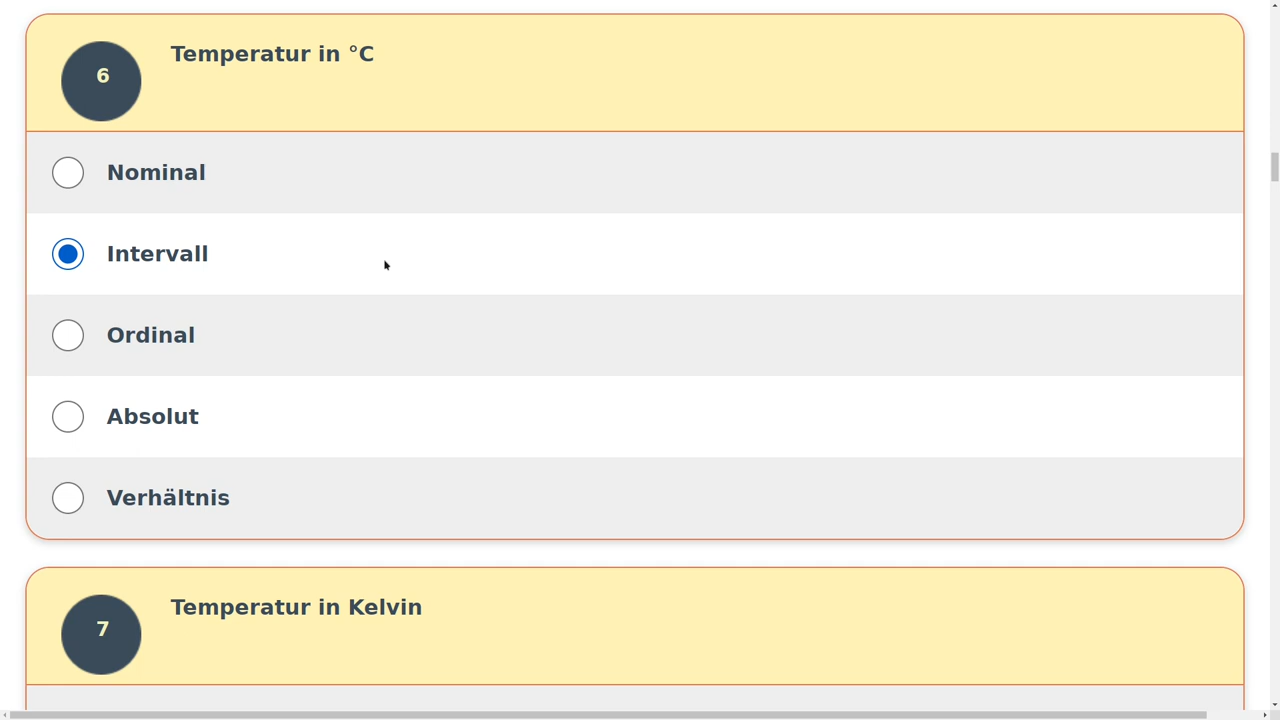 6
Temperatur in °C
Nominal
Intervall
Ordinal
Absolut
Verhältnis
7
Temperatur in Kelvin